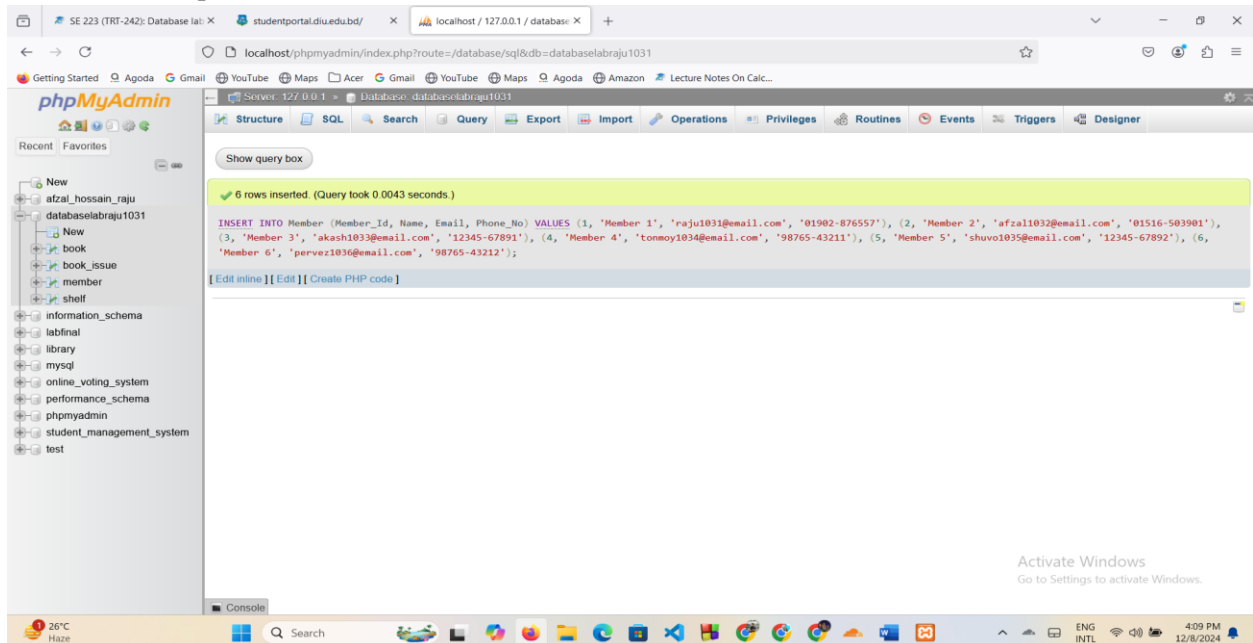 SE 223 (TRT-242): Database lab
studentportal.diu.edu.bd/
localhost / 127.0.0.1 / database
localhost/phpmyadmin/index.php?route=/database/sql&db=databaselabraju1031
Getting Started Agoda Gmail YouTube Maps Acer Gmail YouTube Maps Agoda Amazon Lecture Notes On Calc...
phpMyAdmin
Server: 127.0.0.1 » Database: databaselabraju1031
Structure SQL Search Query Export Import Operations Privileges Routines Events Triggers Designer
Recent Favorites
New
afzal_hossain_raju
databaselabraju1031
New
book
book_issue
member
shelf
information_schema
labfinal
library
mysql
online_voting_system
performance_schema
phpmyadmin
student_management_system
test
Show query box
6 rows inserted. (Query took 0.0043 seconds.)
INSERT INTO Member (Member_Id, Name, Email, Phone_No) VALUES (1, 'Member 1', 'raju1031@email.com', '01902-876557'), (2, 'Member 2', 'afzal1032@email.com', '01516-503901'),
(3, 'Member 3', 'akash1033@email.com', '12345-67891'), (4, 'Member 4', 'tonmoy1034@email.com', '98765-43211'), (5, 'Member 5', 'shuvo1035@email.com', '12345-67892'), (6,
'Member 6', 'pervez1036@email.com', '98765-43212');
[ Edit inline ] [ Edit ] [ Create PHP code ]
Activate Windows
Go to Settings to activate Windows.
Console
1
26°C
Haze
Search
ENG
INTL
4:09 PM
12/8/2024